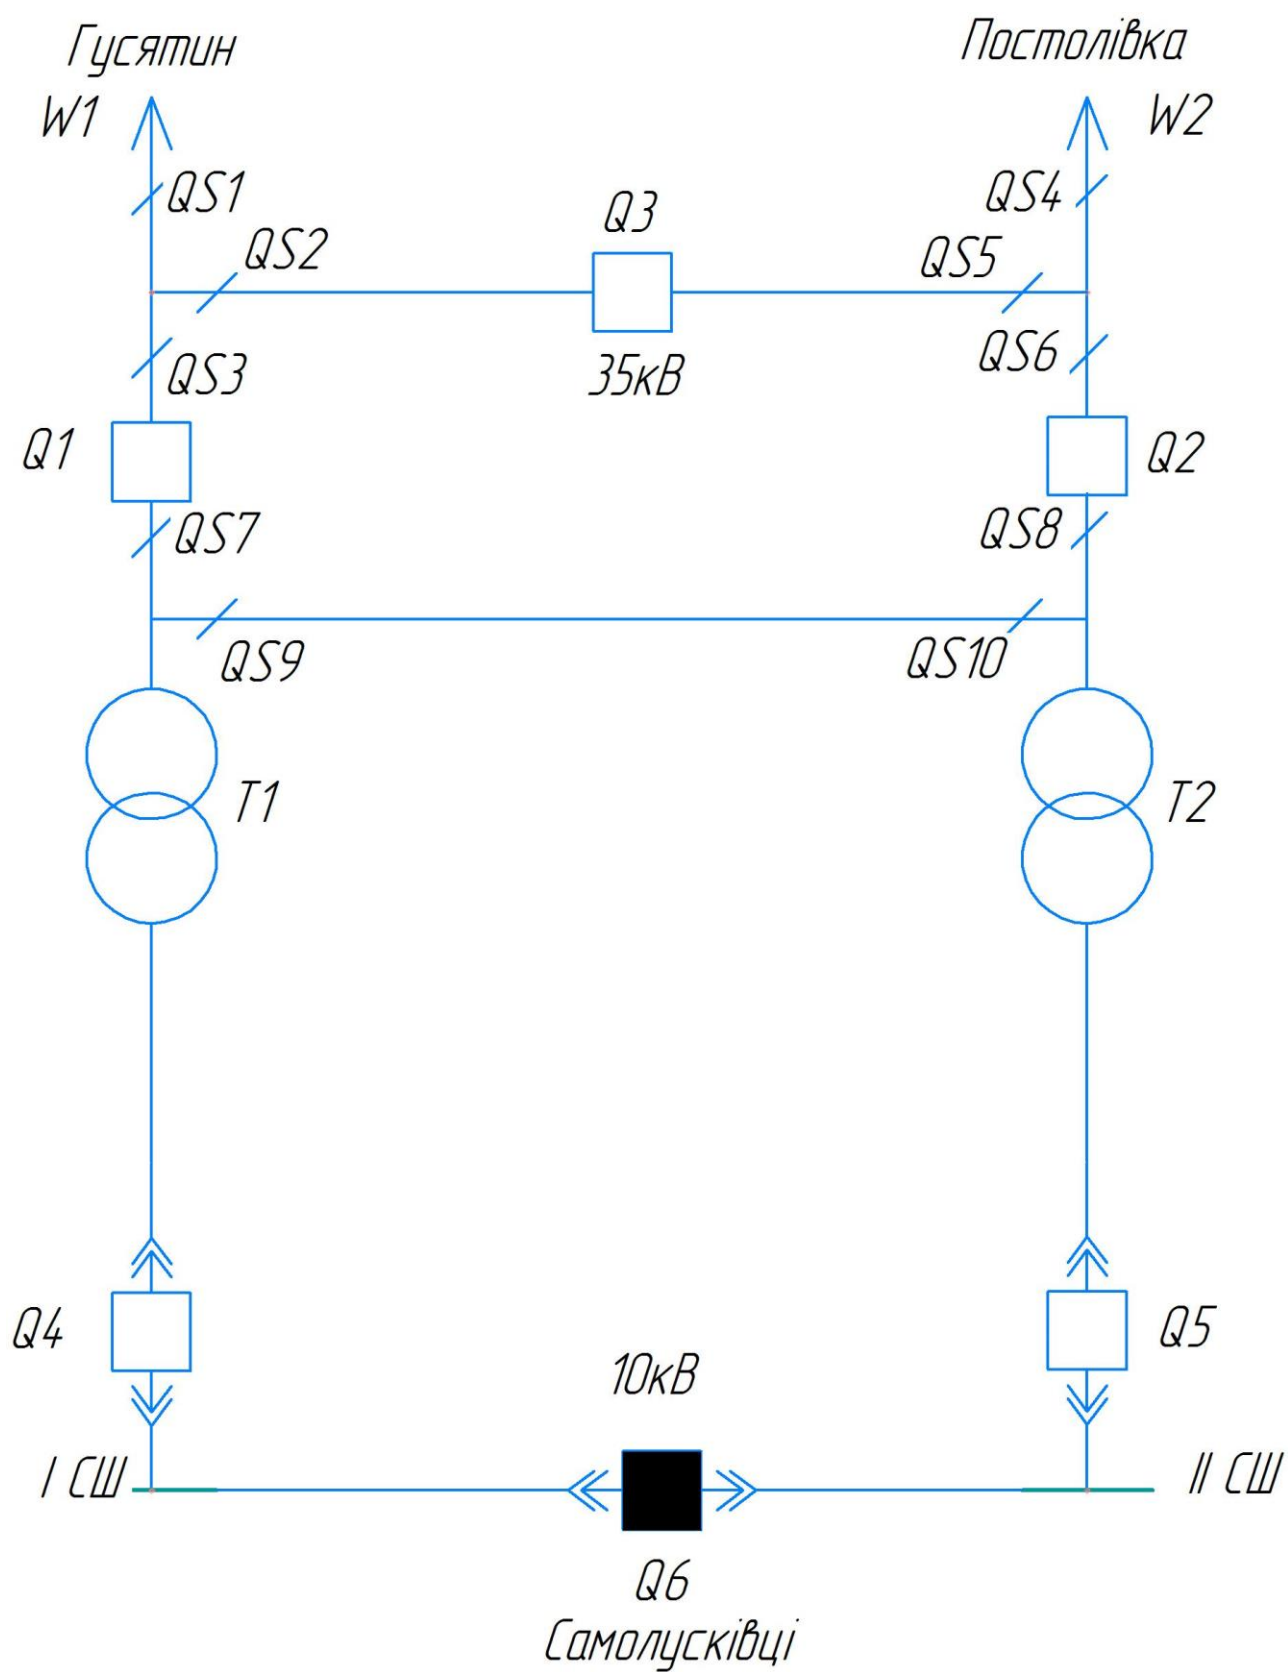 Гусятин
Постолівка
W1
W2
QS1
QS4
Q3
QS2
QS5
QS3
35кВ
QS6
Q1
Q2
QS7
QS8
QS9
QS10
T1
T2
Q4
Q5
10кВ
I СШ
II СШ
Q6
Самолусківці